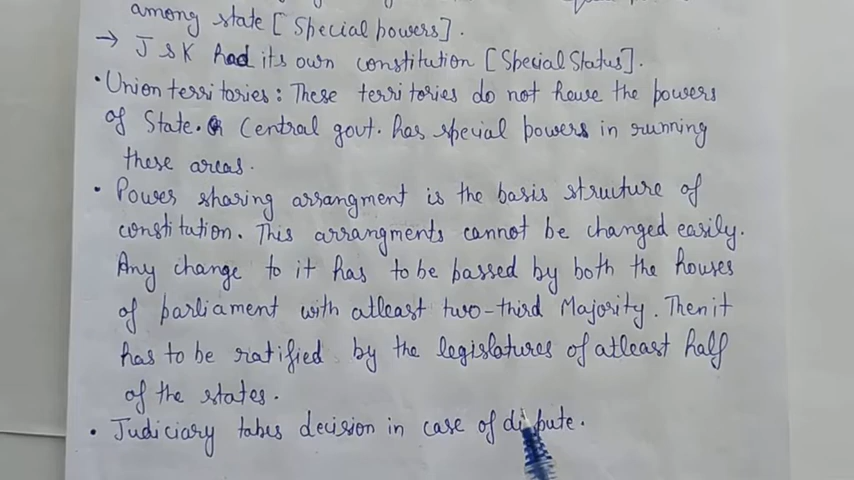 among state [Special powers].
→ J & K had its own constitution [Special Status].
• Union territories: These territories do not have the powers
of State. Central govt. has special powers in running
these areas.
• Power sharing arrangment is the basis structure of
constitution. This arrangments cannot be changed easily.
Any change to it has to be passed by both the houses
of parliament with atleast two-third Majority. Then it
has to be ratified by the legislatures of atleast half
of the states.
• Judiciary takes decision in case of dispute.